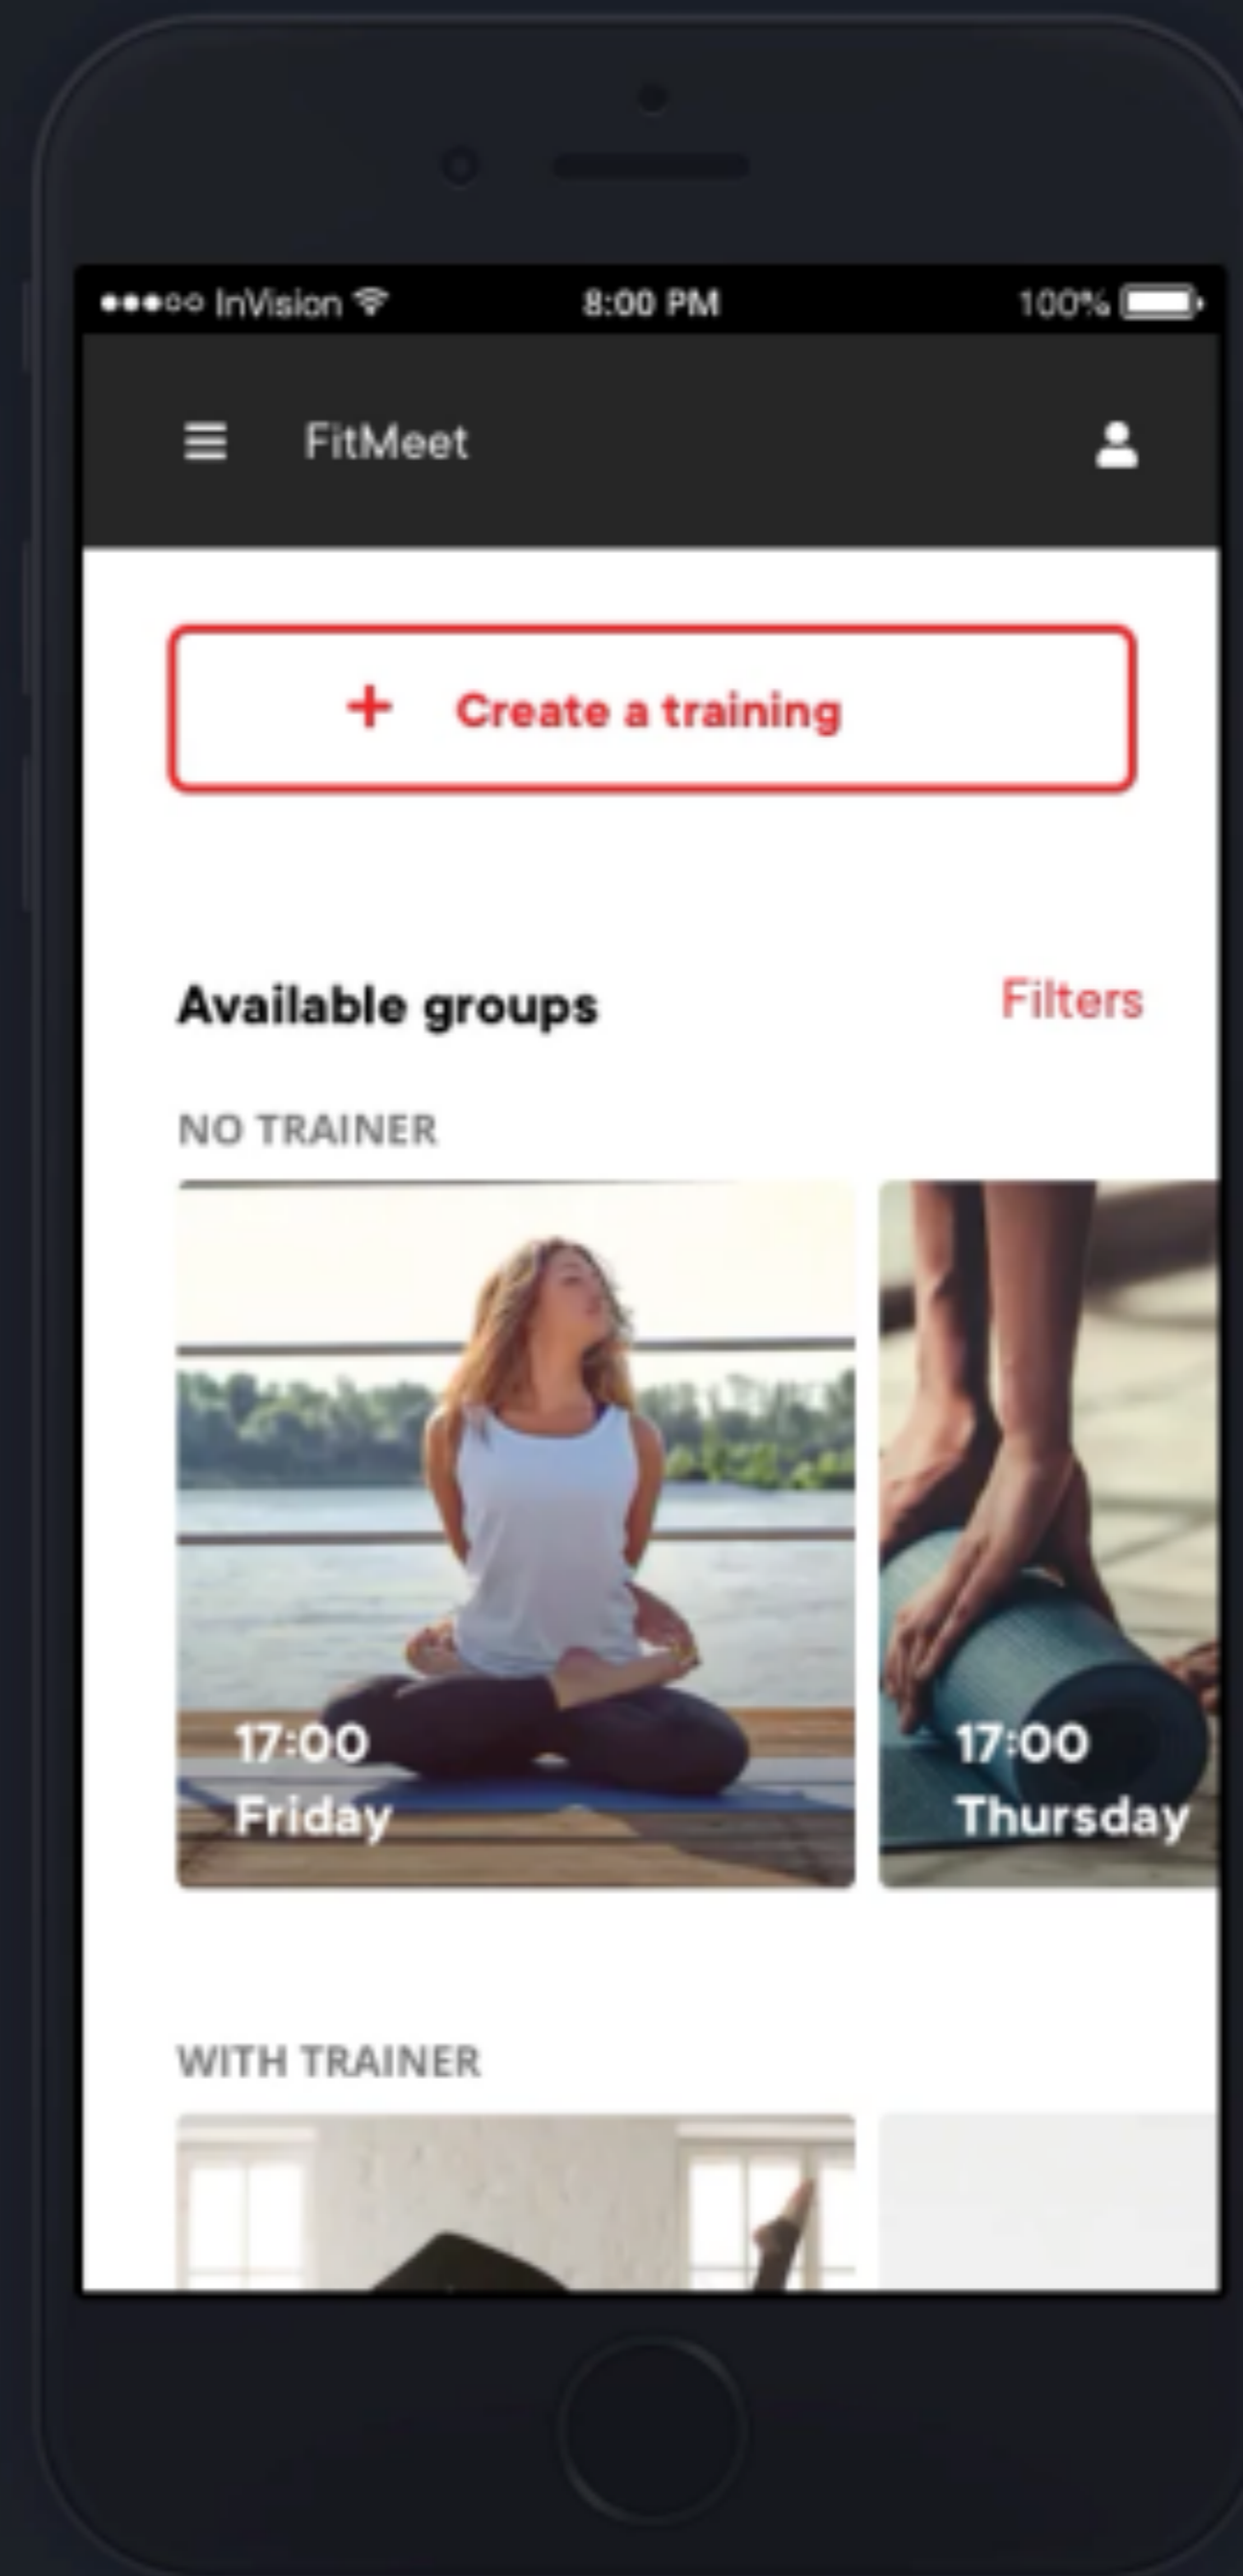 InVision 8:00 PM 100%
FitMeet
+ Create a training
Available groups Filters
NO TRAINER
17:00
Friday
17:00
Thursday
WITH TRAINER